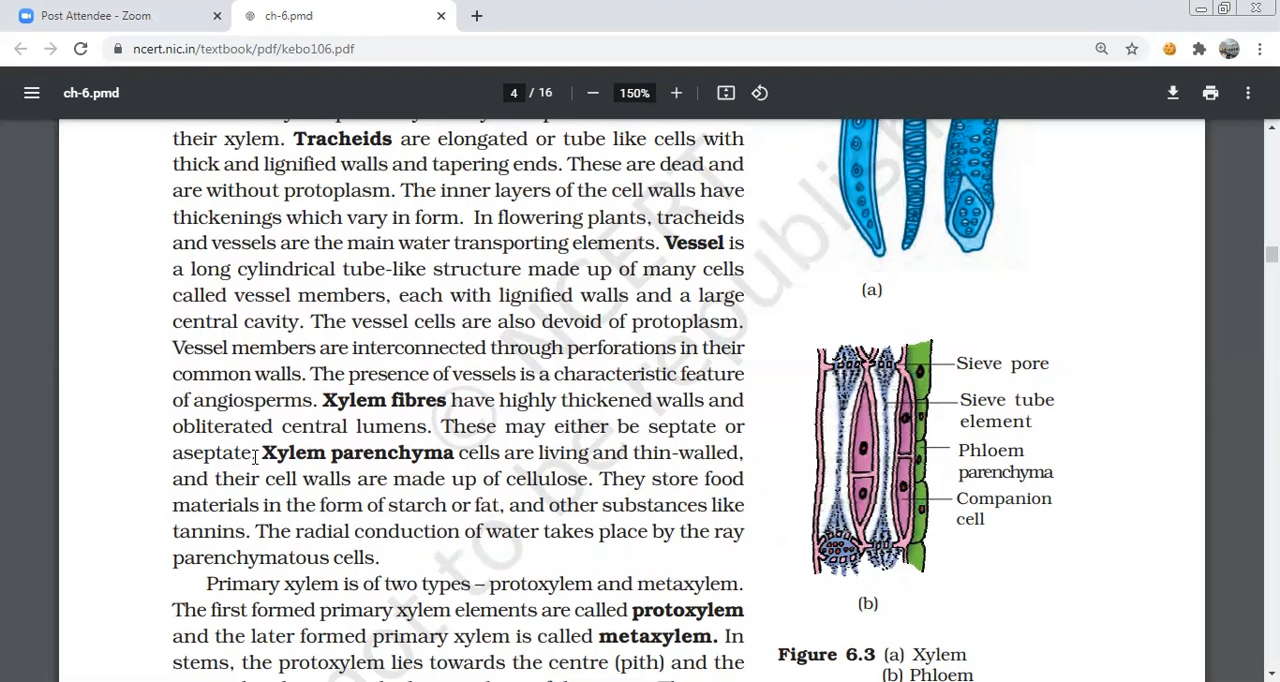 Post Attendee - Zoom
ch-6.pmd
ncert.nic.in/textbook/pdf/kebo106.pdf
ch-6.pmd
4 / 16
150%
their xylem. Tracheids are elongated or tube like cells with
thick and lignified walls and tapering ends. These are dead and
are without protoplasm. The inner layers of the cell walls have
thickenings which vary in form. In flowering plants, tracheids
and vessels are the main water transporting elements. Vessel is
a long cylindrical tube-like structure made up of many cells
called vessel members, each with lignified walls and a large
central cavity. The vessel cells are also devoid of protoplasm.
Vessel members are interconnected through perforations in their
common walls. The presence of vessels is a characteristic feature
of angiosperms. Xylem fibres have highly thickened walls and
obliterated central lumens. These may either be septate or
aseptate. Xylem parenchyma cells are living and thin-walled,
and their cell walls are made up of cellulose. They store food
materials in the form of starch or fat, and other substances like
tannins. The radial conduction of water takes place by the ray
parenchymatous cells.
Primary xylem is of two types – protoxylem and metaxylem.
The first formed primary xylem elements are called protoxylem
and the later formed primary xylem is called metaxylem. In
stems, the protoxylem lies towards the centre (pith) and the
(a)
Sieve pore
Sieve tube
element
Phloem
parenchyma
Companion
cell
(b)
Figure 6.3 (a) Xylem
(b) Phloem
© NCERT
not to be republish